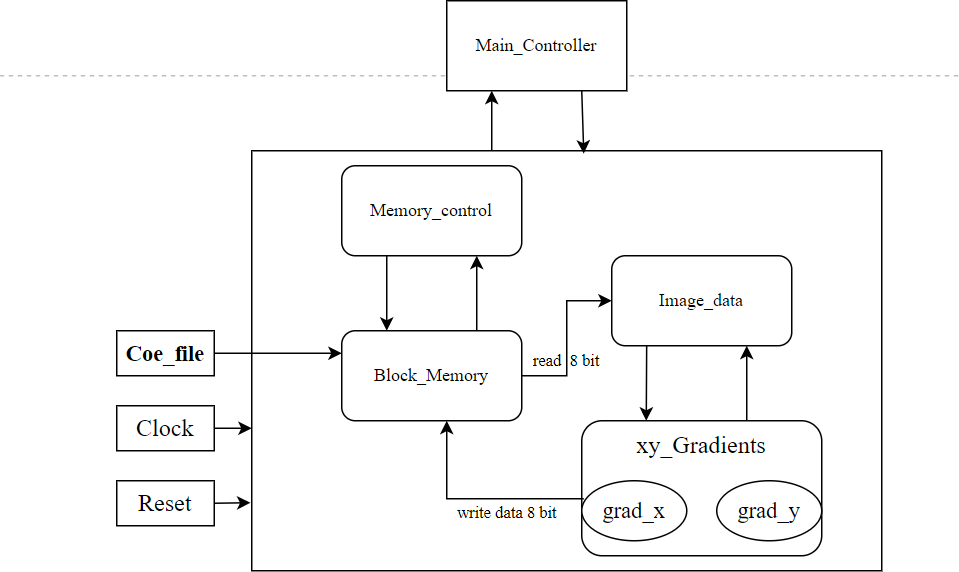 Main_Controller
Memory_control
Image_data
Coe_file
Block_Memory
read 8 bit
Clock
xy_Gradients
Reset
write data 8 bit
grad_x
grad_y